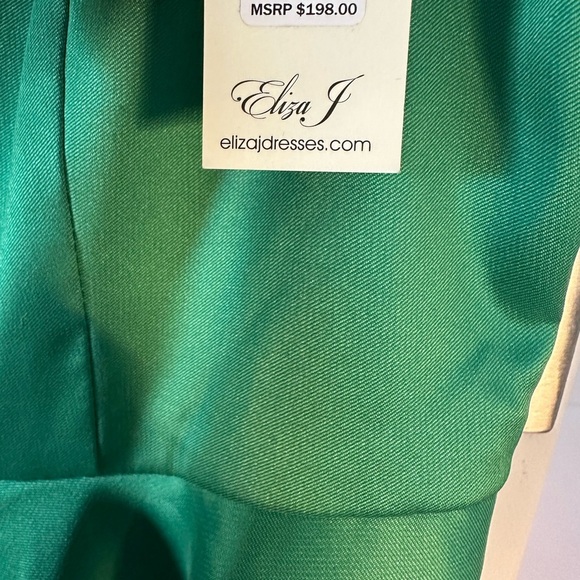 MSRP $198.00
Eliza J
elizajdresses.com